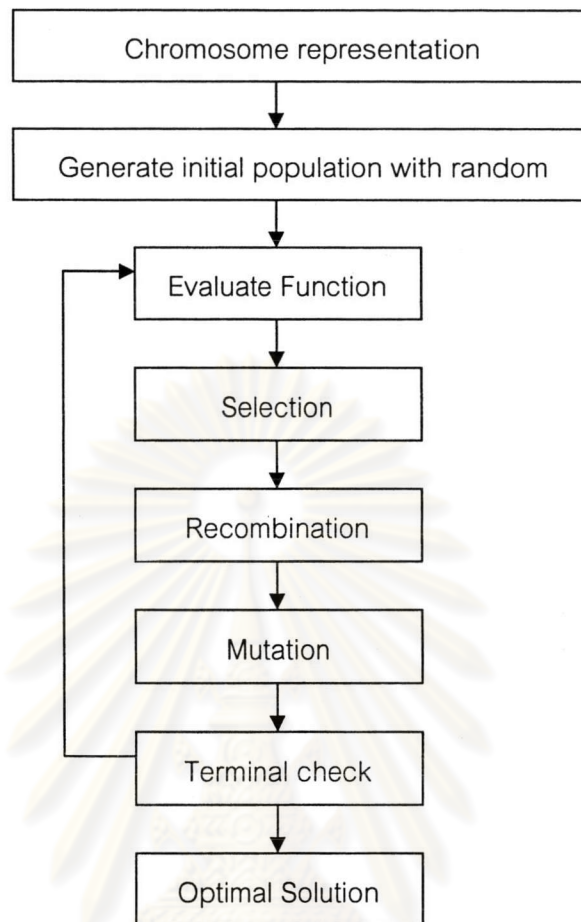 Chromosome representation
Generate initial population with random
Evaluate Function
Selection
Recombination
Mutation
Terminal check
Optimal Solution